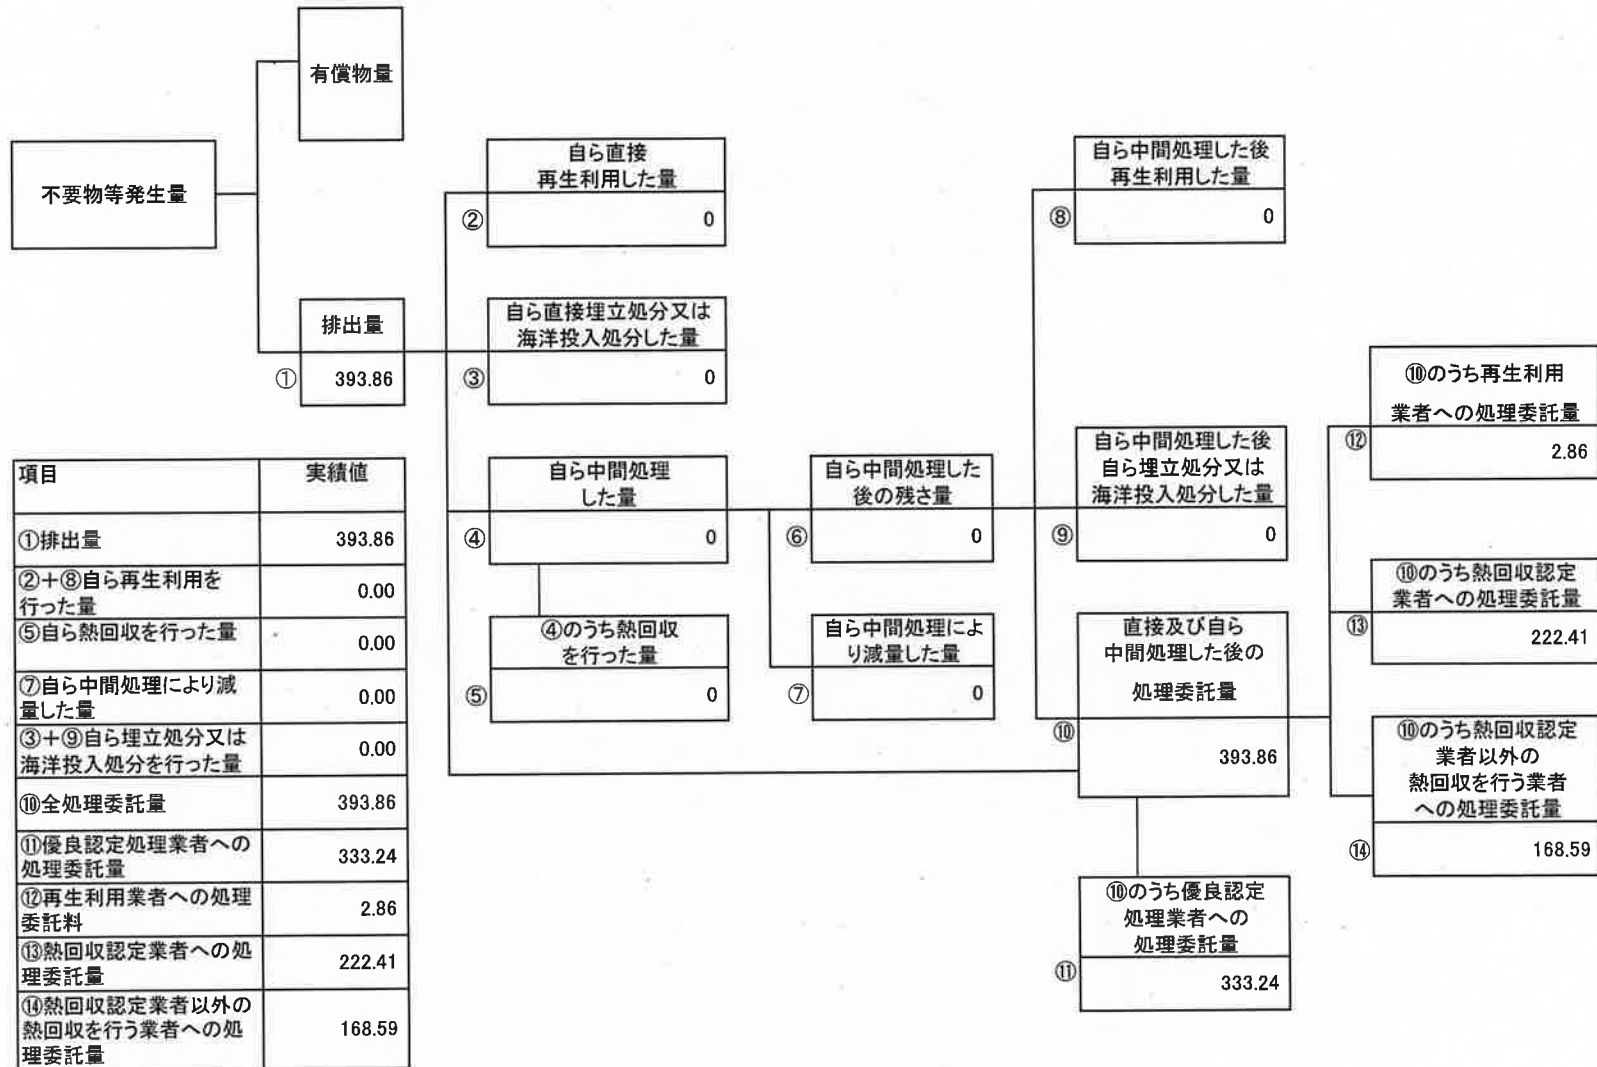 有償物量
不要物等発生量
排出量
① 393.86
自ら直接
再生利用した量
② 0
自ら直接埋立処分又は
海洋投入処分した量
③ 0
自ら中間処理
した量
④ 0
④のうち熱回収
を行った量
⑤ 0
自ら中間処理した
後の残さ量
⑥ 0
自ら中間処理によ
り減量した量
⑦ 0
自ら中間処理した後
再生利用した量
⑧ 0
自ら中間処理した後
自ら埋立処分又は
海洋投入処分した量
⑨ 0
直接及び自ら
中間処理した後の
処理委託量
⑩ 393.86
⑩のうち優良認定
処理業者への
処理委託量
⑪ 333.24
⑩のうち再生利用
業者への処理委託量
⑫ 2.86
⑩のうち熱回収認定
業者への処理委託量
⑬ 222.41
⑩のうち熱回収認定
業者以外の
熱回収を行う業者
への処理委託量
⑭ 168.59
項目 実績値
①排出量 393.86
②+⑧自ら再生利用を
行った量 0.00
⑤自ら熱回収を行った量 0.00
⑦自ら中間処理により減
量した量 0.00
③+⑨自ら埋立処分又は
海洋投入処分を行った量 0.00
⑩全処理委託量 393.86
⑪優良認定処理業者への
処理委託量 333.24
⑫再生利用業者への処理
委託料 2.86
⑬熱回収認定業者への処
理委託量 222.41
⑭熱回収認定業者以外の
熱回収を行う業者への処
理委託量 168.59